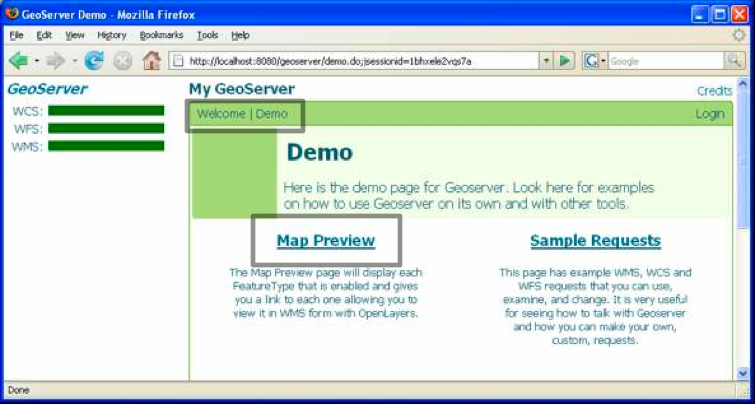 GeoServer Demo - Mozilla Firefox
File Edit View History Bookmarks Tools Help
http://localhost:8080/geoserver/demo.do;jsessionid=1bhxele2vqs7a
Google
GeoServer
My GeoServer
Credits
WCS:
WFS:
WMS:
Welcome | Demo
Login
Demo
Here is the demo page for Geoserver. Look here for examples
on how to use Geoserver on its own and with other tools.
Map Preview
The Map Preview page will display each
FeatureType that is enabled and gives
you a link to each one allowing you to
view it in WMS form with OpenLayers.
Sample Requests
This page has example WMS, WCS and
WFS requests that you can use,
examine, and change. It is very useful
for seeing how to talk with Geoserver
and how you can make your own,
custom, requests.
Done